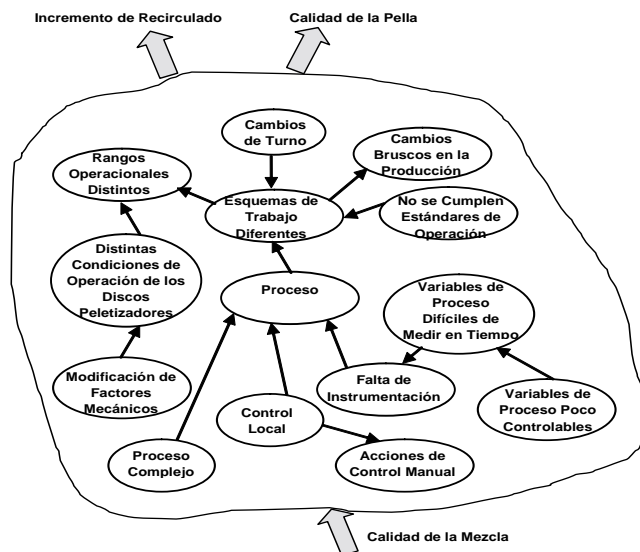 Incremento de Recirculado
Calidad de la Pella
Cambios
de Turno
Cambios
Bruscos en la
Producción
Rangos
Operacionales
Distintos
Esquemas de
Trabajo
Diferentes
No se Cumplen
Estándares de
Operación
Distintas
Condiciones de
Operación de los
Discos
Peletizadores
Proceso
Variables de
Proceso
Difíciles de
Medir en Tiempo
Modificación de
Factores
Mecánicos
Falta de
Instrumentación
Variables de
Proceso Poco
Controlables
Control
Local
Proceso
Complejo
Acciones de
Control Manual
Calidad de la Mezcla